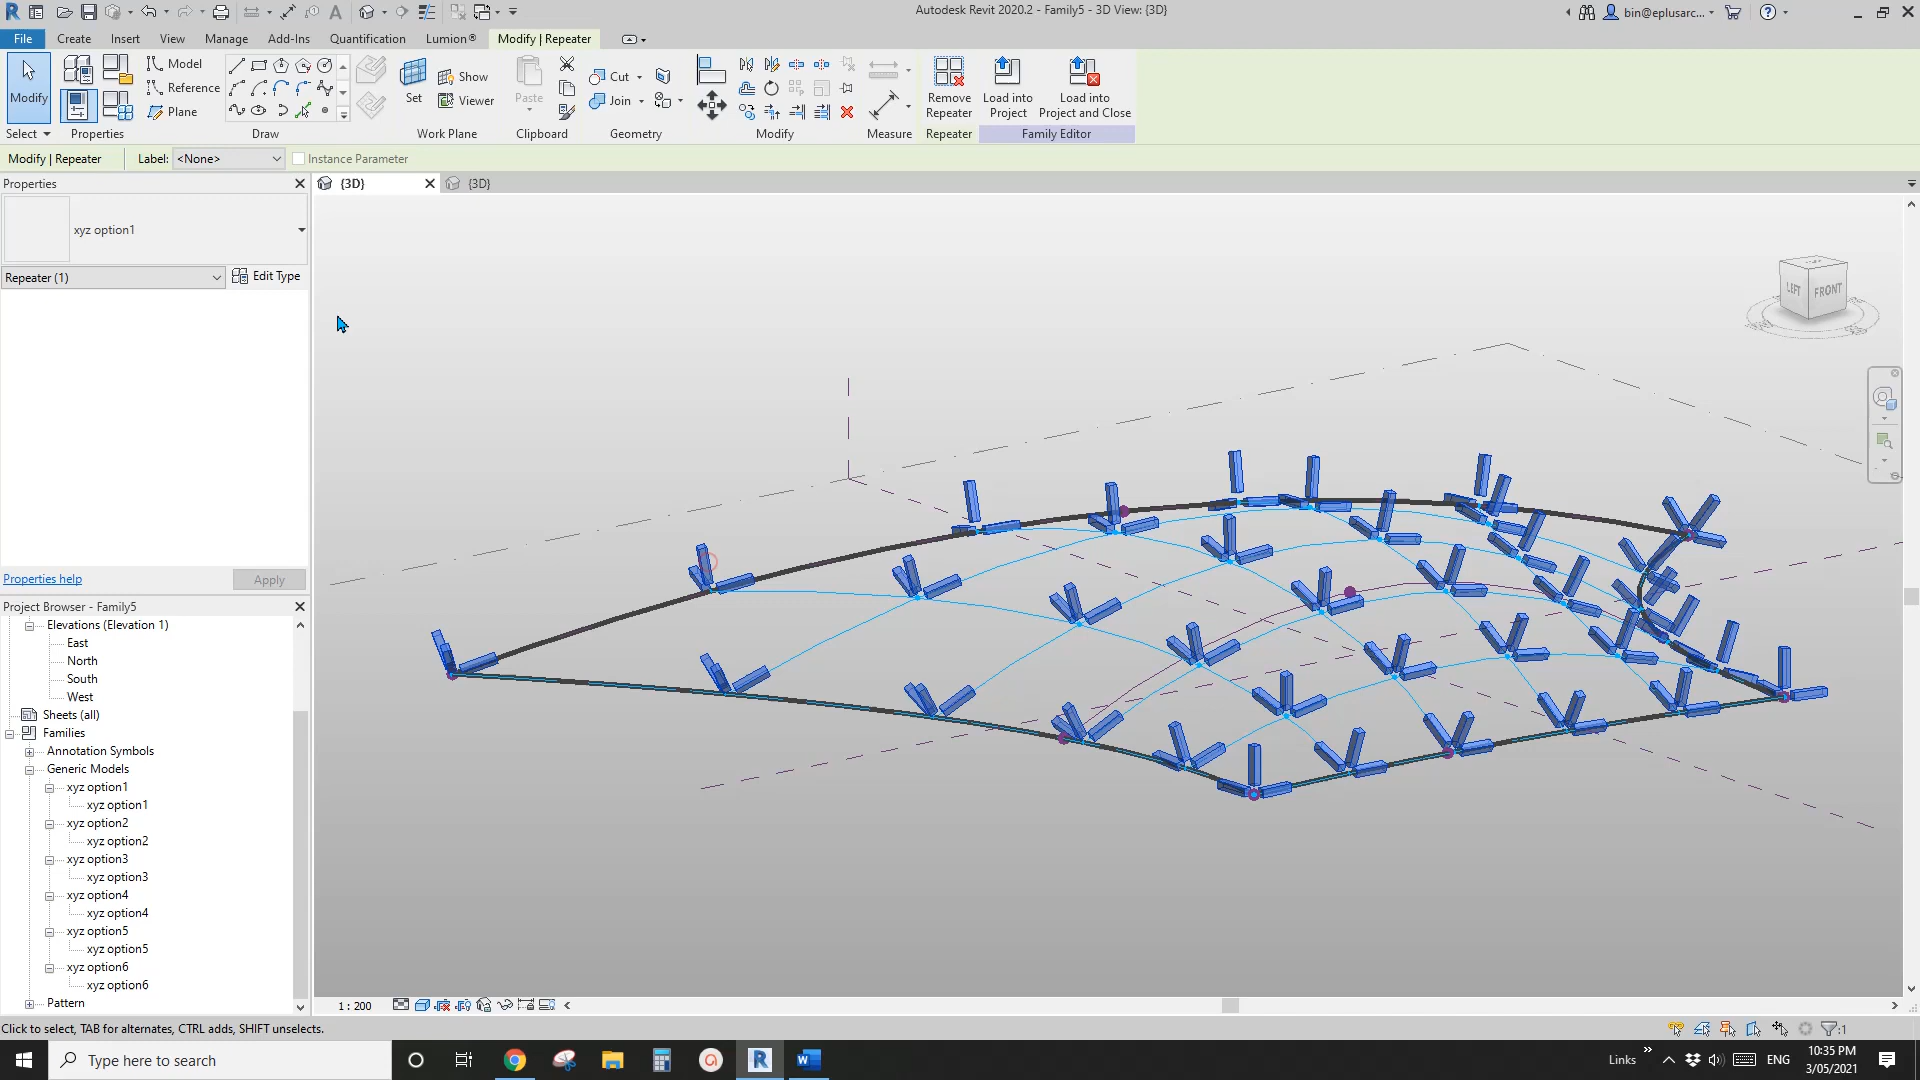 Autodesk Revit 2020.2 - Family5 - 3D View: {3D}
bin@eplusarc...
File Create Insert View Manage Add-Ins Quantification Lumion® Modify | Repeater
Modify
Model
Reference
Plane
Set
Show
Viewer
Paste
Cut
Join
Remove Repeater
Load into Project
Load into Project and Close
Select Properties Draw Work Plane Clipboard Geometry Modify Measure Repeater Family Editor
Modify | Repeater Label: <None> Instance Parameter
Properties
{3D} {3D}
xyz option1
Repeater (1) Edit Type
LEFT FRONT
Properties help Apply
Project Browser - Family5
Elevations (Elevation 1)
East
North
South
West
Sheets (all)
Families
Annotation Symbols
Generic Models
xyz option1
xyz option1
xyz option2
xyz option2
xyz option3
xyz option3
xyz option4
xyz option4
xyz option5
xyz option5
xyz option6
xyz option6
Pattern
1 : 200
Click to select, TAB for alternates, CTRL adds, SHIFT unselects.
:1
Type here to search
Links ENG
10:35 PM
3/05/2021